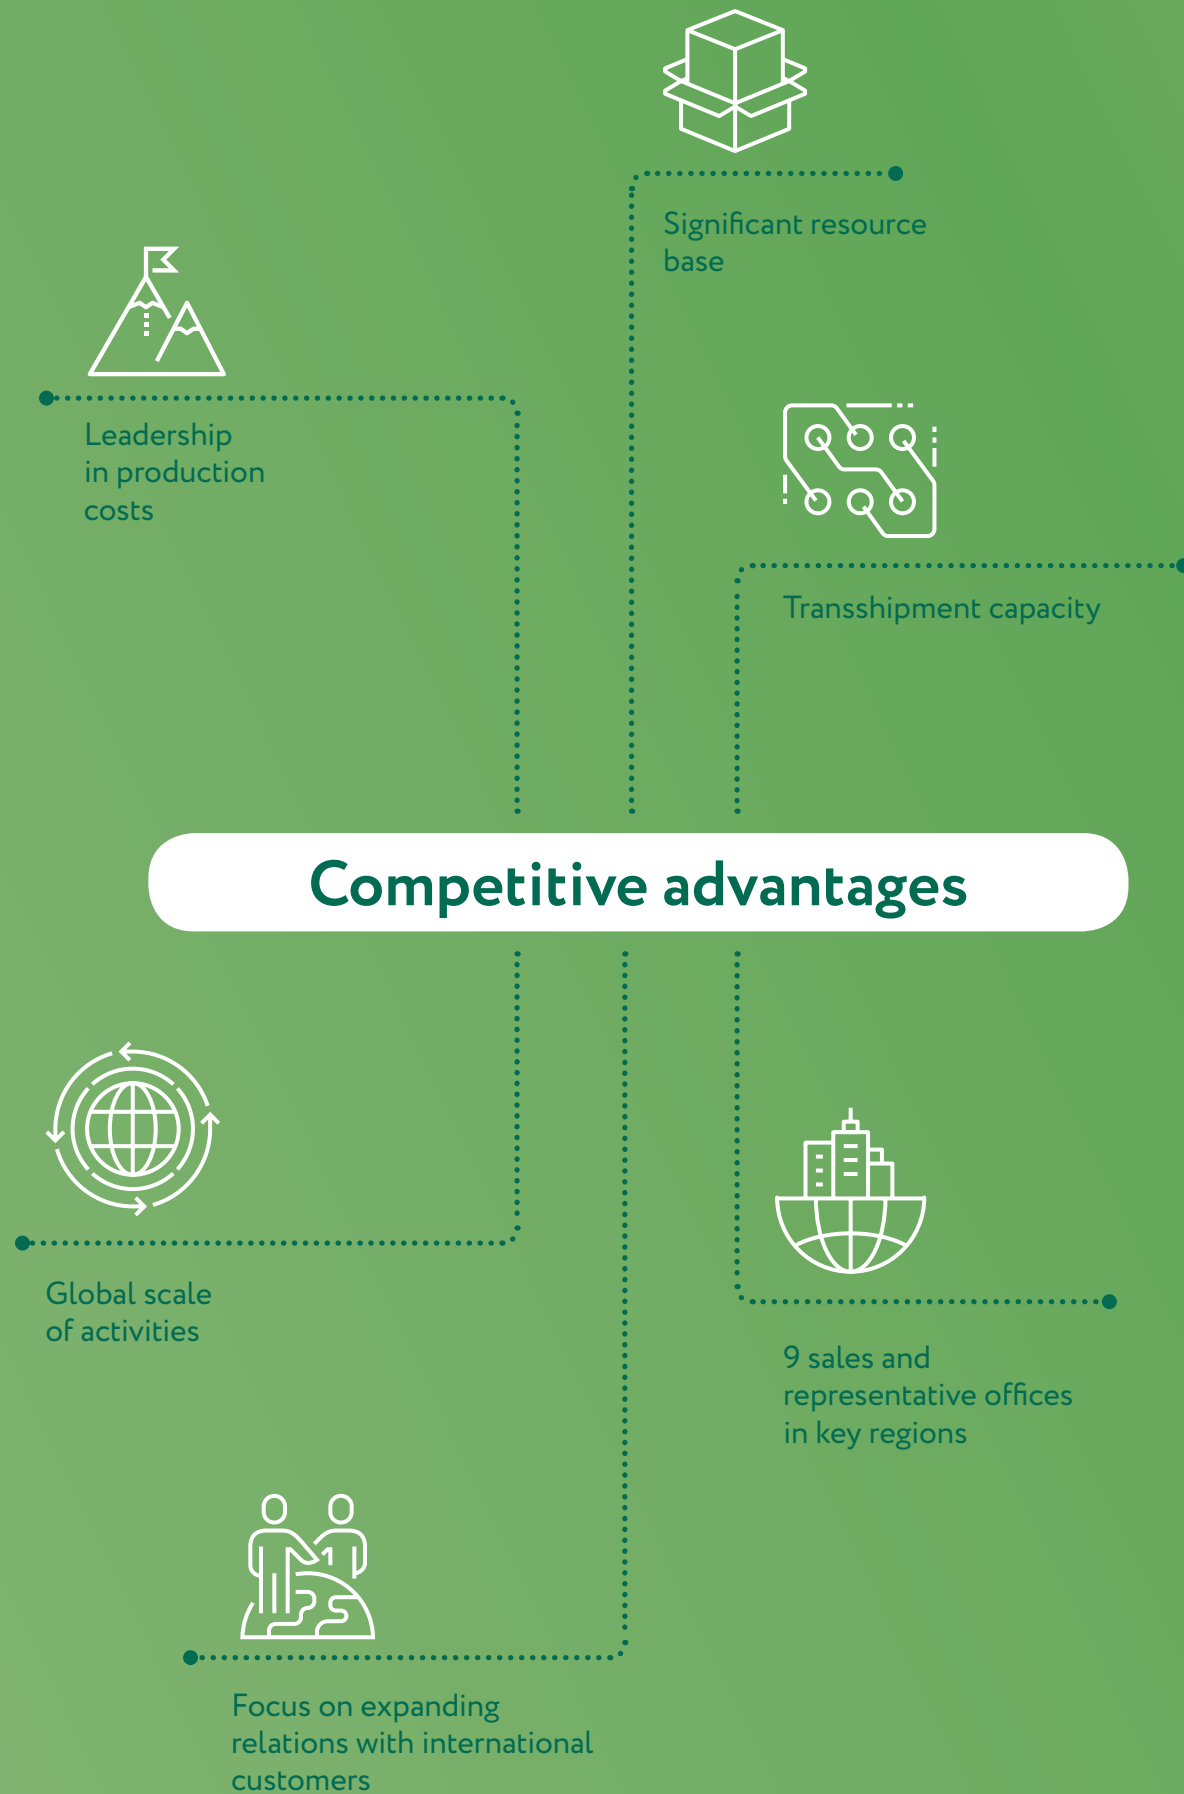 Significant resource
base
Leadership
in production
costs
Transshipment capacity
Competitive advantages
Global scale
of activities
9 sales and
representative offices
in key regions
Focus on expanding
relations with international
customers